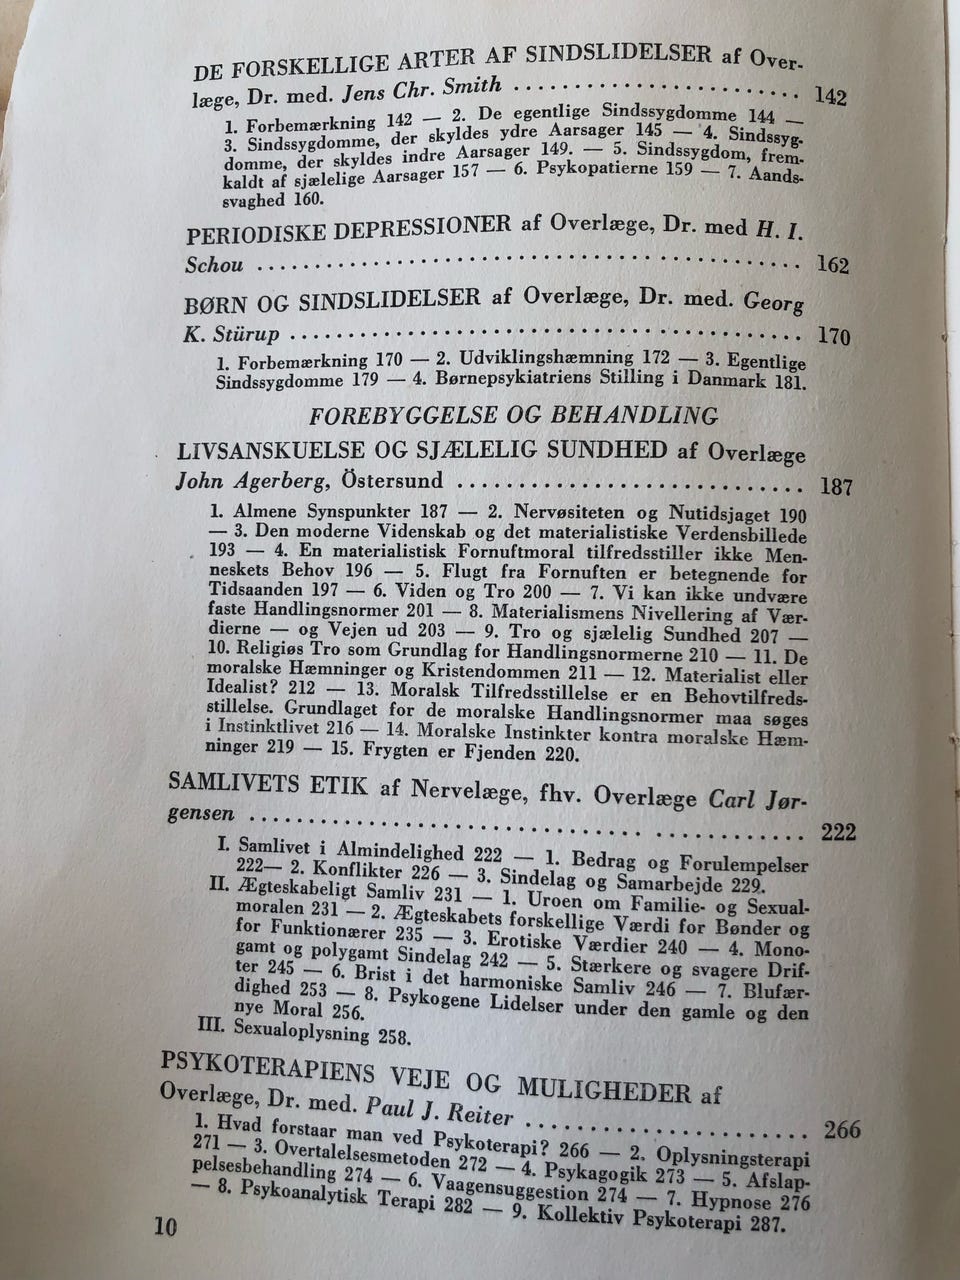 DE FORSKELLIGE ARTER AF SINDSLIDELSER af Over-
læge, Dr. med. Jens Chr. Smith ........................ 142
1. Forbemærkning 142 — 2. De egentlige Sindssygdomme 144 —
3. Sindssygdomme, der skyldes ydre Aarsager 145 — 4. Sindssyg-
domme, der skyldes indre Aarsager 149. — 5. Sindssygdom, frem-
kaldt af sjælelige Aarsager 157 — 6. Psykopatierne 159 — 7. Aands-
svaghed 160.
PERIODISKE DEPRESSIONER af Overlæge, Dr. med H. I.
Schou ................................................ 162
BØRN OG SINDSLIDELSER af Overlæge, Dr. med. Georg
K. Stürup ............................................ 170
1. Forbemærkning 170 — 2. Udviklingshæmning 172 — 3. Egentlige
Sindssygdomme 179 — 4. Børnepsykiatriens Stilling i Danmark 181.
FOREBYGGELSE OG BEHANDLING
LIVSANSKUELSE OG SJÆLELIG SUNDHED af Overlæge
John Agerberg, Östersund ............................ 187
1. Almene Synspunkter 187 — 2. Nervøsiteten og Nutidsjaget 190
— 3. Den moderne Videnskab og det materialistiske Verdensbillede
193 — 4. En materialistisk Fornuftmoral tilfredsstiller ikke Men-
neskets Behov 196 — 5. Flugt fra Fornuften er betegnende for
Tidsaanden 197 — 6. Viden og Tro 200 — 7. Vi kan ikke undvære
faste Handlingsnormer 201 — 8. Materialismens Nivellering af Vær-
dierne — og Vejen ud 203 — 9. Tro og sjælelig Sundhed 207 —
10. Religiøs Tro som Grundlag for Handlingsnormerne 210 — 11. De
moralske Hæmninger og Kristendommen 211 — 12. Materialist eller
Idealist? 212 — 13. Moralsk Tilfredsstillelse er en Behovtilfreds-
stillelse. Grundlaget for de moralske Handlingsnormer maa søges
i Instinktlivet 216 — 14. Moralske Instinkter kontra moralske Hæm-
ninger 219 — 15. Frygten er Fjenden 220.
SAMLIVETS ETIK af Nervelæge, fhv. Overlæge Carl Jør-
gensen ................................................ 222
I. Samlivet i Almindelighed 222 — 1. Bedrag og Forulempelser
222— 2. Konflikter 226 — 3. Sindelag og Samarbejde 229.
II. Ægteskabeligt Samliv 231 — 1. Uroen om Familie- og Sexual-
moralen 231 — 2. Ægteskabets forskellige Værdi for Bønder og
for Funktionærer 235 — 3. Erotiske Værdier 240 — 4. Mono-
gamt og polygamt Sindelag 242 — 5. Stærkere og svagere Drif-
ter 245 — 6. Brist i det harmoniske Samliv 246 — 7. Blufær-
dighed 253 — 8. Psykogene Lidelser under den gamle og den
nye Moral 256.
III. Sexualoplysning 258.
PSYKOTERAPIENS VEJE OG MULIGHEDER af
Overlæge, Dr. med. Paul J. Reiter ...................... 266
1. Hvad forstaar man ved Psykoterapi? 266 — 2. Oplysningsterapi
271 — 3. Overtalelsesmetoden 272 — 4. Psykagogik 273 — 5. Afslap-
pelsesbehandling 274 — 6. Vaagensuggestion 274 — 7. Hypnose 276
— 8. Psykoanalytisk Terapi 282 — 9. Kollektiv Psykoterapi 287.
10